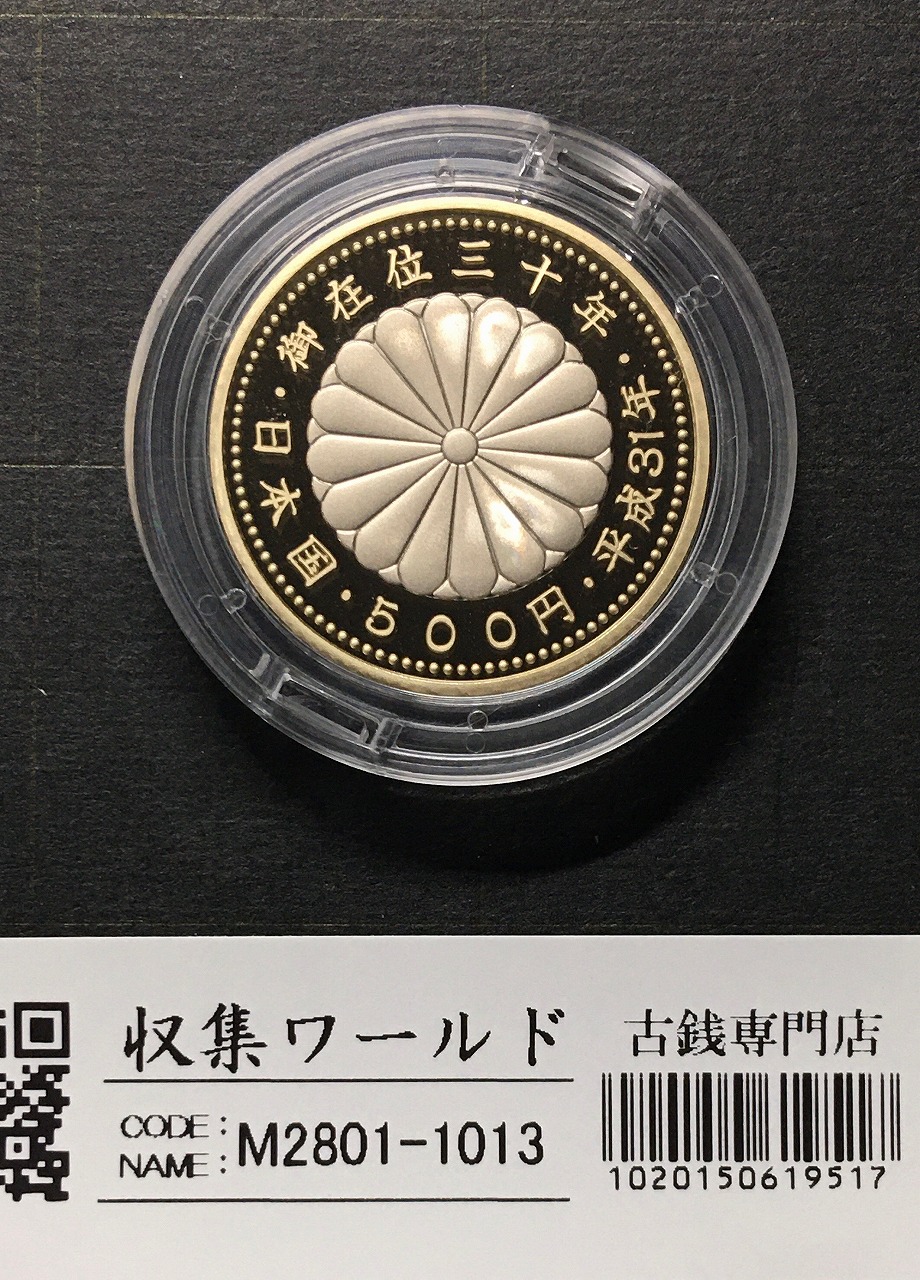 日本国・御在位三十年・平成31年・500円
収集ワールド
古銭専門店
CODE:
NAME:
M2801-1013
1020150619517